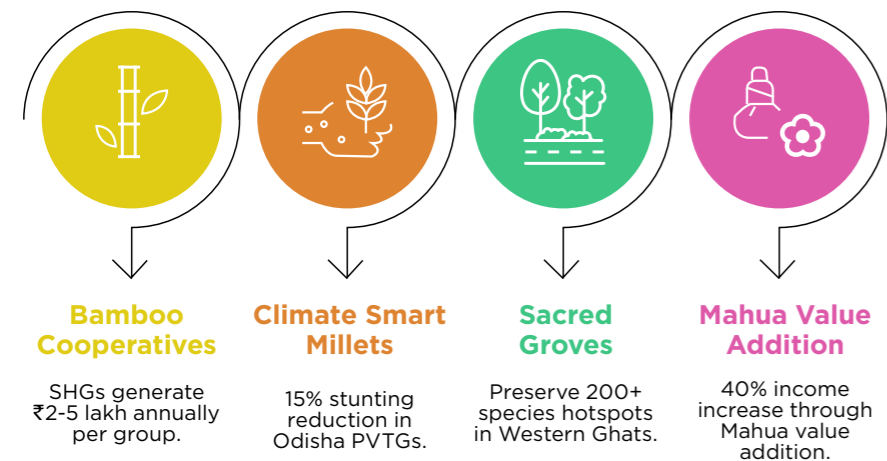 Bamboo
Cooperatives
SHGs generate
₹2-5 lakh annually
per group.
Climate Smart
Millets
15% stunting
reduction in
Odisha PVTGs.
Sacred
Groves
Preserve 200+
species hotspots
in Western Ghats.
Mahua Value
Addition
40% income
increase through
Mahua value
addition.